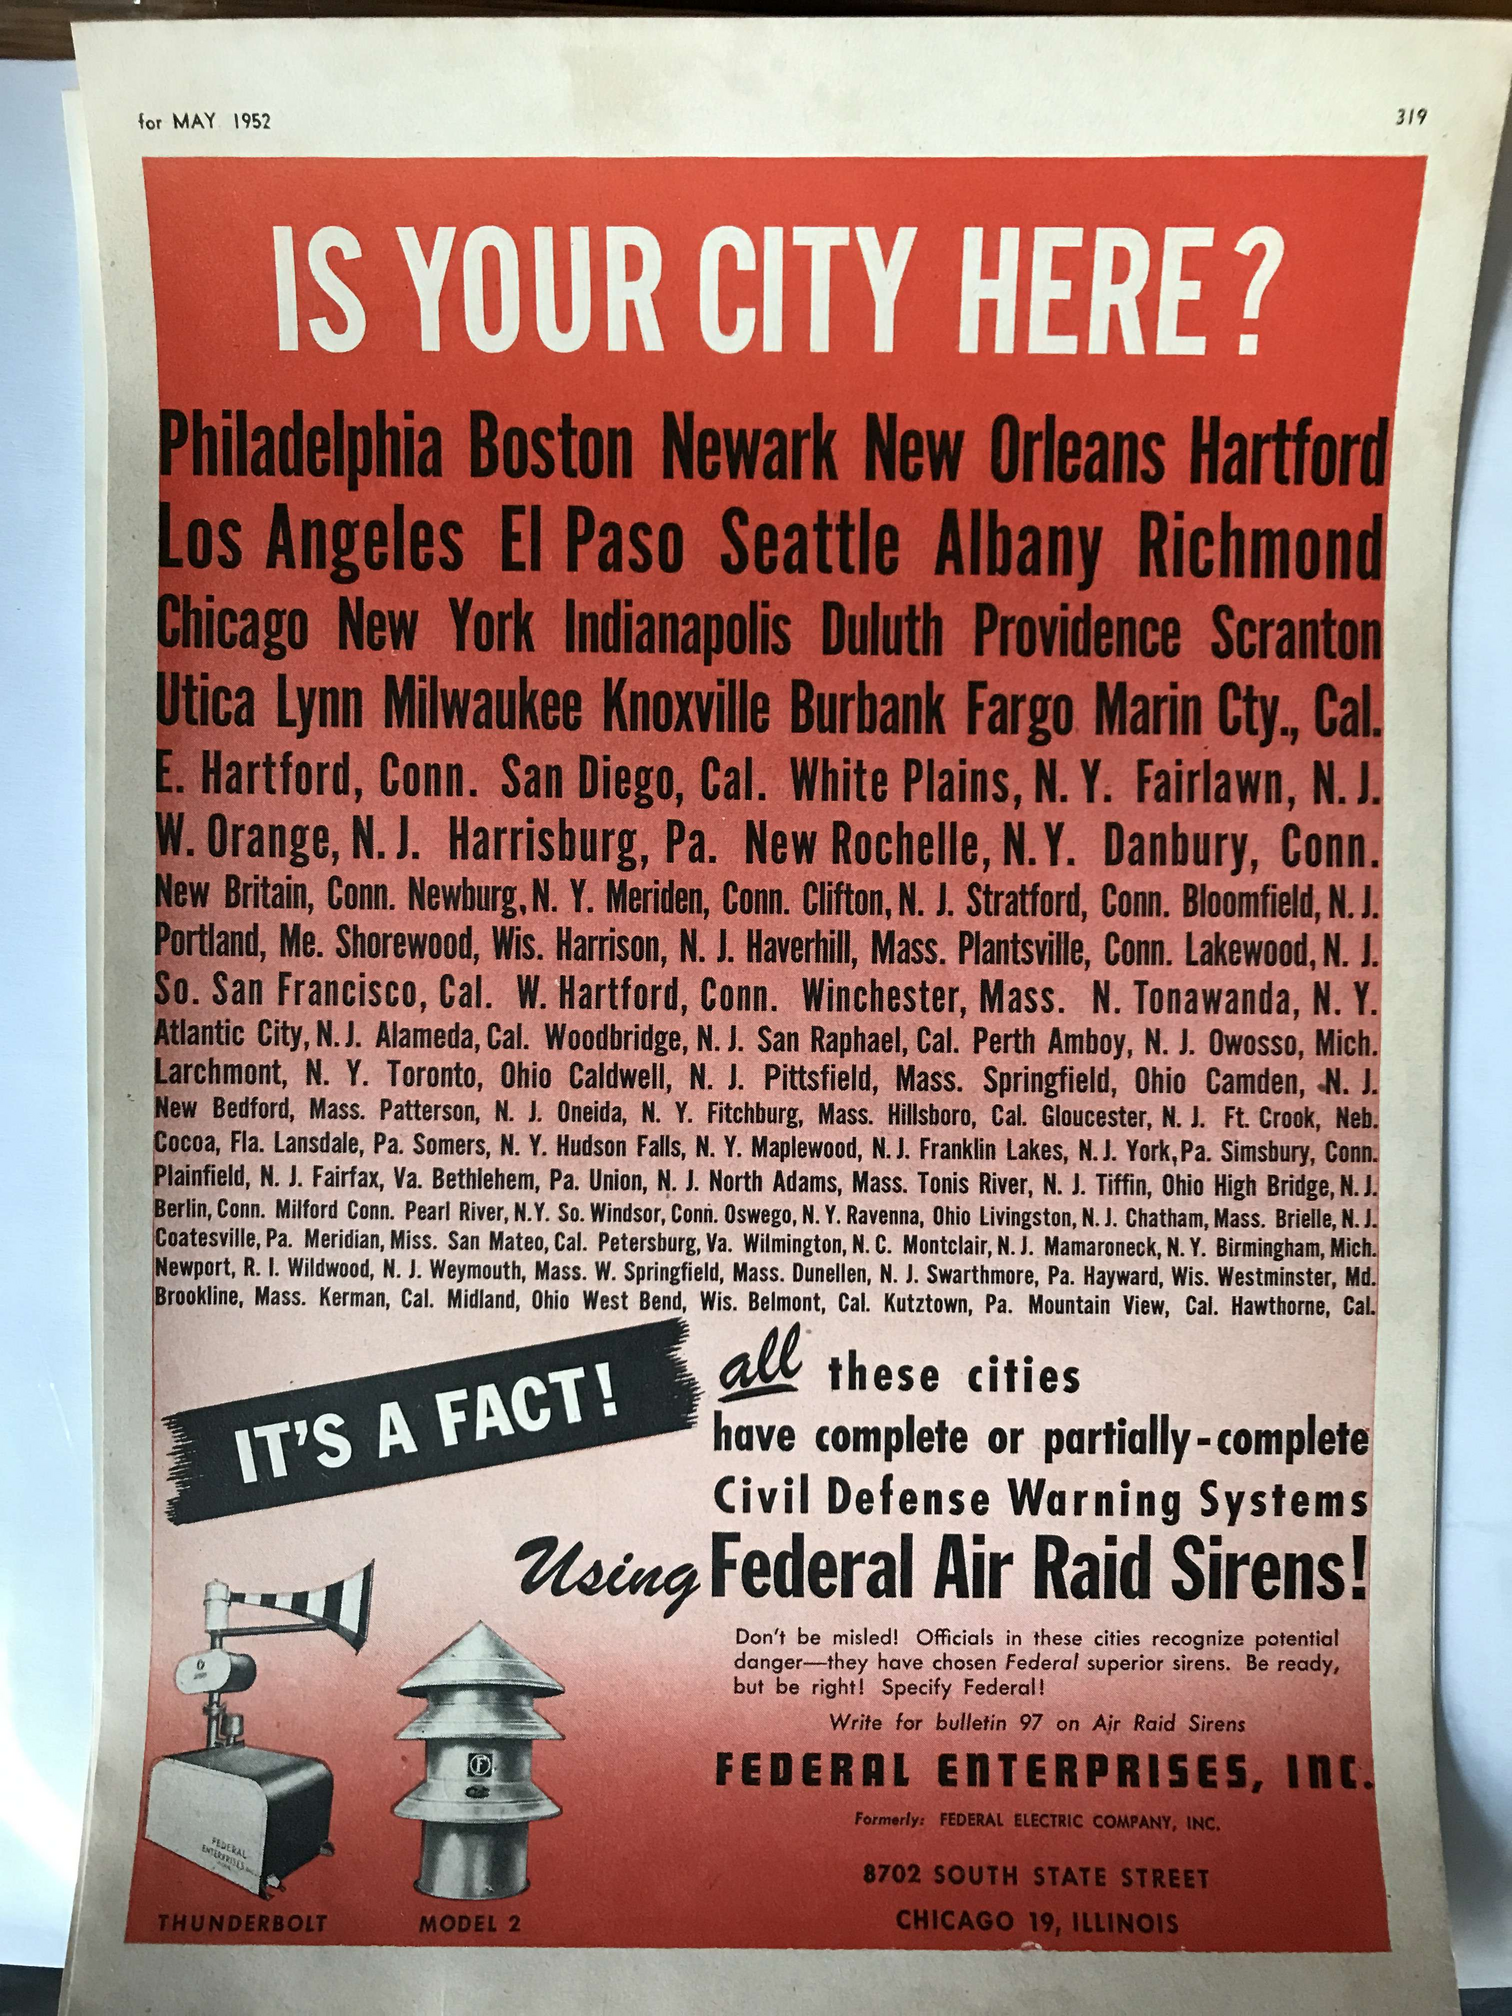 for MAY 1952
319
IS YOUR CITY HERE?
Philadelphia Boston Newark New Orleans Hartford
Los Angeles El Paso Seattle Albany Richmond
Chicago New York Indianapolis Duluth Providence Scranton
Utica Lynn Milwaukee Knoxville Burbank Fargo Marin Cty., Cal.
E. Hartford, Conn. San Diego, Cal. White Plains, N. Y. Fairlawn, N. J.
W. Orange, N. J. Harrisburg, Pa. New Rochelle, N. Y. Danbury, Conn.
New Britain, Conn. Newburg, N. Y. Meriden, Conn. Clifton, N. J. Stratford, Conn. Bloomfield, N. J.
Portland, Me. Shorewood, Wis. Harrison, N. J. Haverhill, Mass. Plantsville, Conn. Lakewood, N. J.
So. San Francisco, Cal. W. Hartford, Conn. Winchester, Mass. N. Tonawanda, N. Y.
Atlantic City, N. J. Alameda, Cal. Woodbridge, N. J. San Raphael, Cal. Perth Amboy, N. J. Owosso, Mich.
Larchmont, N. Y. Toronto, Ohio Caldwell, N. J. Pittsfield, Mass. Springfield, Ohio Camden, N. J.
New Bedford, Mass. Patterson, N. J. Oneida, N. Y. Fitchburg, Mass. Hillsboro, Cal. Gloucester, N. J. Ft. Crook, Neb.
Cocoa, Fla. Lansdale, Pa. Somers, N. Y. Hudson Falls, N. Y. Maplewood, N. J. Franklin Lakes, N. J. York, Pa. Simsbury, Conn.
Plainfield, N. J. Fairfax, Va. Bethlehem, Pa. Union, N. J. North Adams, Mass. Tonis River, N. J. Tiffin, Ohio High Bridge, N. J.
Berlin, Conn. Milford Conn. Pearl River, N. Y. So. Windsor, Conn. Oswego, N. Y. Ravenna, Ohio Livingston, N. J. Chatham, Mass. Brielle, N. J.
Coatesville, Pa. Meridian, Miss. San Mateo, Cal. Petersburg, Va. Wilmington, N. C. Montclair, N. J. Mamaroneck, N. Y. Birmingham, Mich.
Newport, R. I. Wildwood, N. J. Weymouth, Mass. W. Springfield, Mass. Dunellen, N. J. Swarthmore, Pa. Hayward, Wis. Westminster, Md.
Brookline, Mass. Kerman, Cal. Midland, Ohio West Bend, Wis. Belmont, Cal. Kutztown, Pa. Mountain View, Cal. Hawthorne, Cal.
IT'S A FACT!
all these cities
have complete or partially-complete
Civil Defense Warning Systems
Using Federal Air Raid Sirens!
Don't be misled! Officials in these cities recognize potential
danger—they have chosen Federal superior sirens. Be ready,
but be right! Specify Federal!
Write for bulletin 97 on Air Raid Sirens
FEDERAL ENTERPRISES, INC.
Formerly: FEDERAL ELECTRIC COMPANY, INC.
8702 SOUTH STATE STREET
CHICAGO 19, ILLINOIS
FEDERAL
ENTERPRISES
F
THUNDERBOLT
MODEL 2